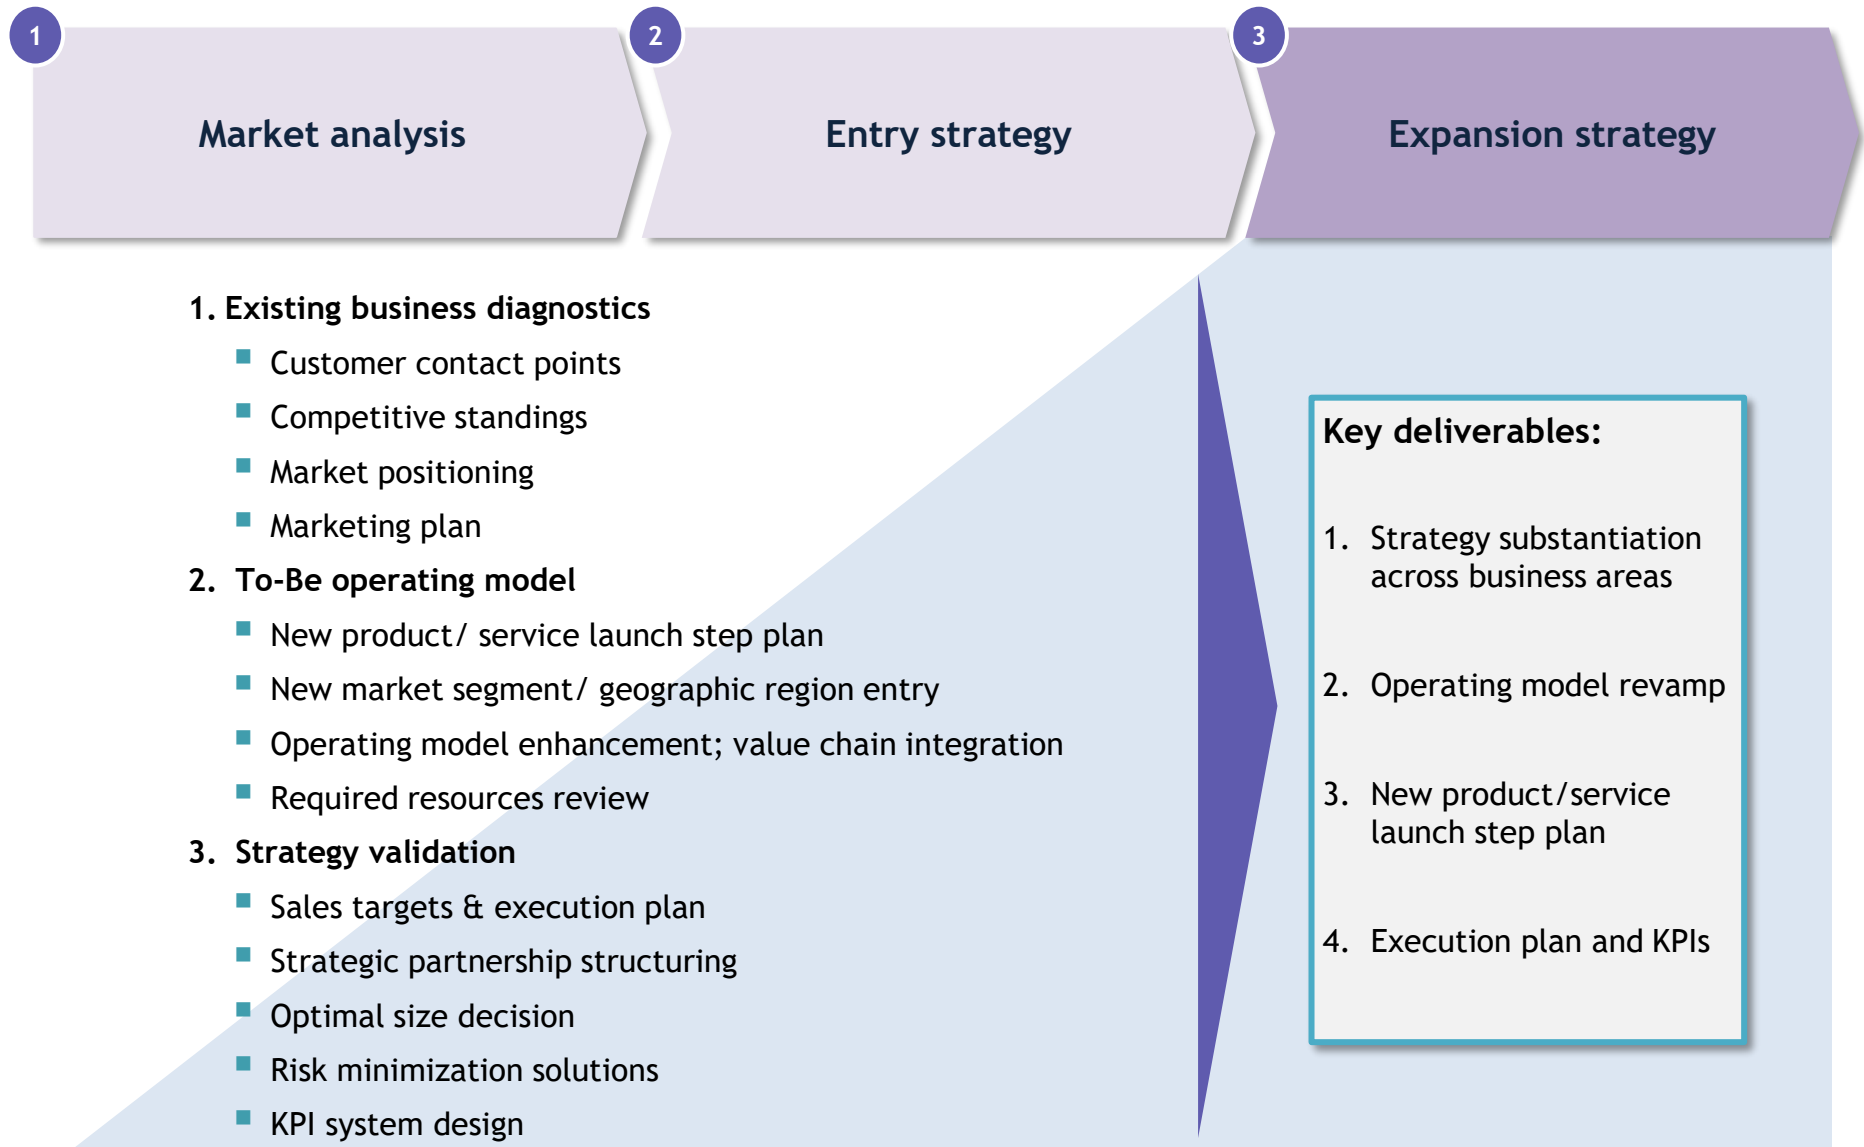 1
2
3
Market analysis
Entry strategy
Expansion strategy
1. Existing business diagnostics
Customer contact points
Competitive standings
Market positioning
Marketing plan
2. To-Be operating model
New product/ service launch step plan
New market segment/ geographic region entry
Operating model enhancement; value chain integration
Required resources review
3. Strategy validation
Sales targets & execution plan
Strategic partnership structuring
Optimal size decision
Risk minimization solutions
KPI system design
Key deliverables:
1. Strategy substantiation
across business areas
2. Operating model revamp
3. New product/service
launch step plan
4. Execution plan and KPIs